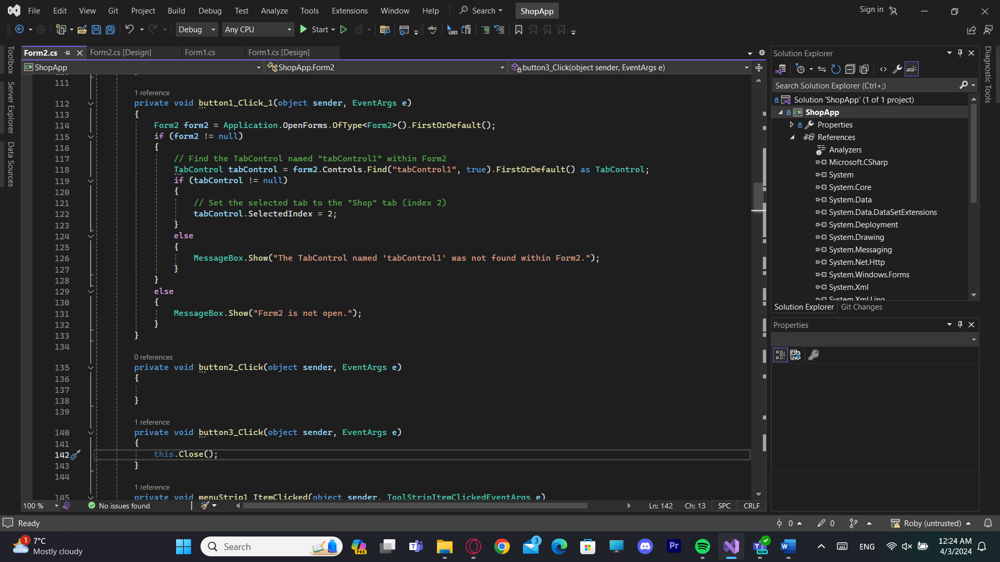 File Edit View Git Project Build Debug Test Analyze Tools Extensions Window Help Search ShopApp Sign in
Debug Any CPU Start
Form2.cs Form2.cs [Design] Form1.cs Form1.cs [Design]
ShopApp ShopApp.Form2 button3_Click(object sender, EventArgs e)
Toolbox
Server Explorer
Data Sources
111
1 reference
112 private void button1_Click_1(object sender, EventArgs e)
113 {
114 Form2 form2 = Application.OpenForms.OfType<Form2>().FirstOrDefault();
115 if (form2 != null)
116 {
117 // Find the TabControl named "tabControl1" within Form2
118 TabControl tabControl = form2.Controls.Find("tabControl1", true).FirstOrDefault() as TabControl;
119 if (tabControl != null)
120 {
121 // Set the selected tab to the "Shop" tab (index 2)
122 tabControl.SelectedIndex = 2;
123 }
124 else
125 {
126 MessageBox.Show("The TabControl named 'tabControl1' was not found within Form2.");
127 }
128 }
129 else
130 {
131 MessageBox.Show("Form2 is not open.");
132 }
133 }
134
0 references
135 private void button2_Click(object sender, EventArgs e)
136 {
137
138 }
139
1 reference
140 private void button3_Click(object sender, EventArgs e)
141 {
142 this.Close();
143 }
144
1 reference
145 private void menuStrip1_ItemClicked(object sender, ToolStripItemClickedEventArgs e)
100 % No issues found Ln: 142 Ch: 13 SPC CRLF
Solution Explorer
Search Solution Explorer (Ctrl+;)
Solution 'ShopApp' (1 of 1 project)
ShopApp
Properties
References
Analyzers
Microsoft.CSharp
System
System.Core
System.Data
System.Data.DataSetExtensions
System.Deployment
System.Drawing
System.Messaging
System.Net.Http
System.Windows.Forms
System.Xml
System.Xml.Linq
Solution Explorer Git Changes
Properties
Diagnostic Tools
Ready 0 0 Roby (untrusted)
1 7°C
Mostly cloudy
Search
PRE
3
Pr
NEW
ENG
12:24 AM
4/3/2024